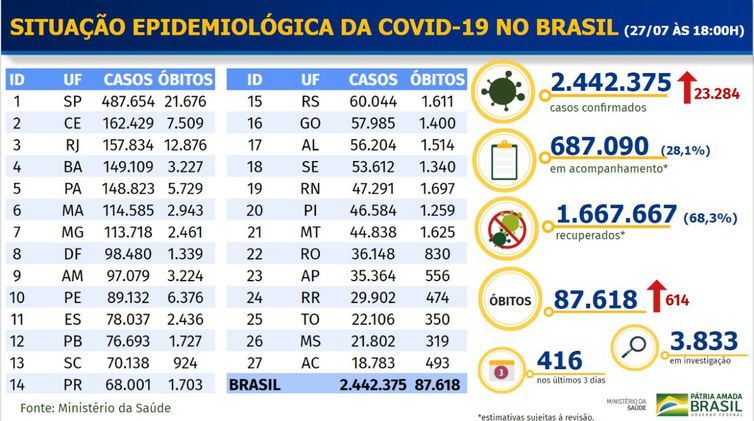 SITUAÇÃO EPIDEMIOLÓGICA DA COVID-19 NO BRASIL (27/07 ÀS 18:00H)
ID UF CASOS ÓBITOS
1 SP 487.654 21.676
2 CE 162.429 7.509
3 RJ 157.834 12.876
4 BA 149.109 3.227
5 PA 148.823 5.729
6 MA 114.585 2.943
7 MG 113.718 2.461
8 DF 98.480 1.339
9 AM 97.079 3.224
10 PE 89.132 6.376
11 ES 78.037 2.436
12 PB 76.693 1.727
13 SC 70.138 924
14 PR 68.001 1.703
ID UF CASOS ÓBITOS
15 RS 60.044 1.611
16 GO 57.985 1.400
17 AL 56.204 1.514
18 SE 53.612 1.340
19 RN 47.291 1.697
20 PI 46.584 1.259
21 MT 44.838 1.625
22 RO 36.148 830
23 AP 35.364 556
24 RR 29.902 474
25 TO 22.106 350
26 MS 21.802 319
27 AC 18.783 493
BRASIL 2.442.375 87.618
Fonte: Ministério da Saúde
2.442.375 23.284
casos confirmados
687.090 (28,1%)
em acompanhamento*
1.667.667 (68,3%)
recuperados*
ÓBITOS 87.618 614
3 416
nos últimos 3 dias
3.833
em investigação
*estimativas sujeitas à revisão.
MINISTÉRIO DA
SAÚDE
PÁTRIA AMADA
BRASIL
GOVERNO FEDERAL